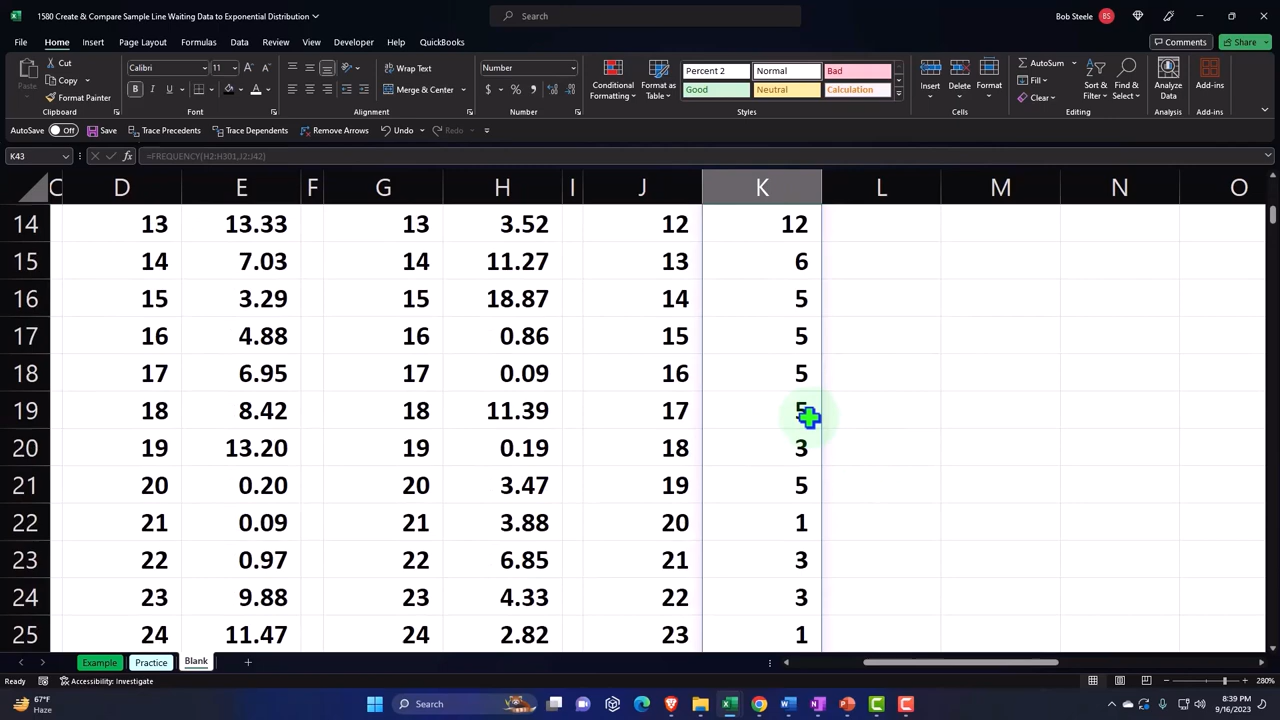 1580 Create & Compare Sample Line Waiting Data to Exponential Distribution
Search
Bob Steele BS
File Home Insert Page Layout Formulas Data Review View Developer Help QuickBooks Comments Share
Cut
Copy
Format Painter
Paste
Clipboard
Calibri 11
B I U
Font
Wrap Text
Merge & Center
Alignment
Number
$ % ,
Number
Conditional Formatting
Format as Table
Percent 2 Normal Bad
Good Neutral Calculation
Styles
Insert Delete Format
Cells
AutoSum
Fill
Clear
Sort & Filter
Find & Select
Editing
Analyze Data
Analysis
Add-ins
Add-ins
AutoSave Off Save Trace Precedents Trace Dependents Remove Arrows Undo Redo
K43 fx =FREQUENCY(H2:H301,J2:J42)
C D E F G H I J K L M N O
14 13 13.33 13 3.52 12 12
15 14 7.03 14 11.27 13 6
16 15 3.29 15 18.87 14 5
17 16 4.88 16 0.86 15 5
18 17 6.95 17 0.09 16 5
19 18 8.42 18 11.39 17 5
20 19 13.20 19 0.19 18 3
21 20 0.20 20 3.47 19 5
22 21 0.09 21 3.88 20 1
23 22 0.97 22 6.85 21 3
24 23 9.88 23 4.33 22 3
25 24 11.47 24 2.82 23 1
Example Practice Blank
Ready Accessibility: Investigate 280%
67°F
Haze
Search
8:39 PM
9/16/2023